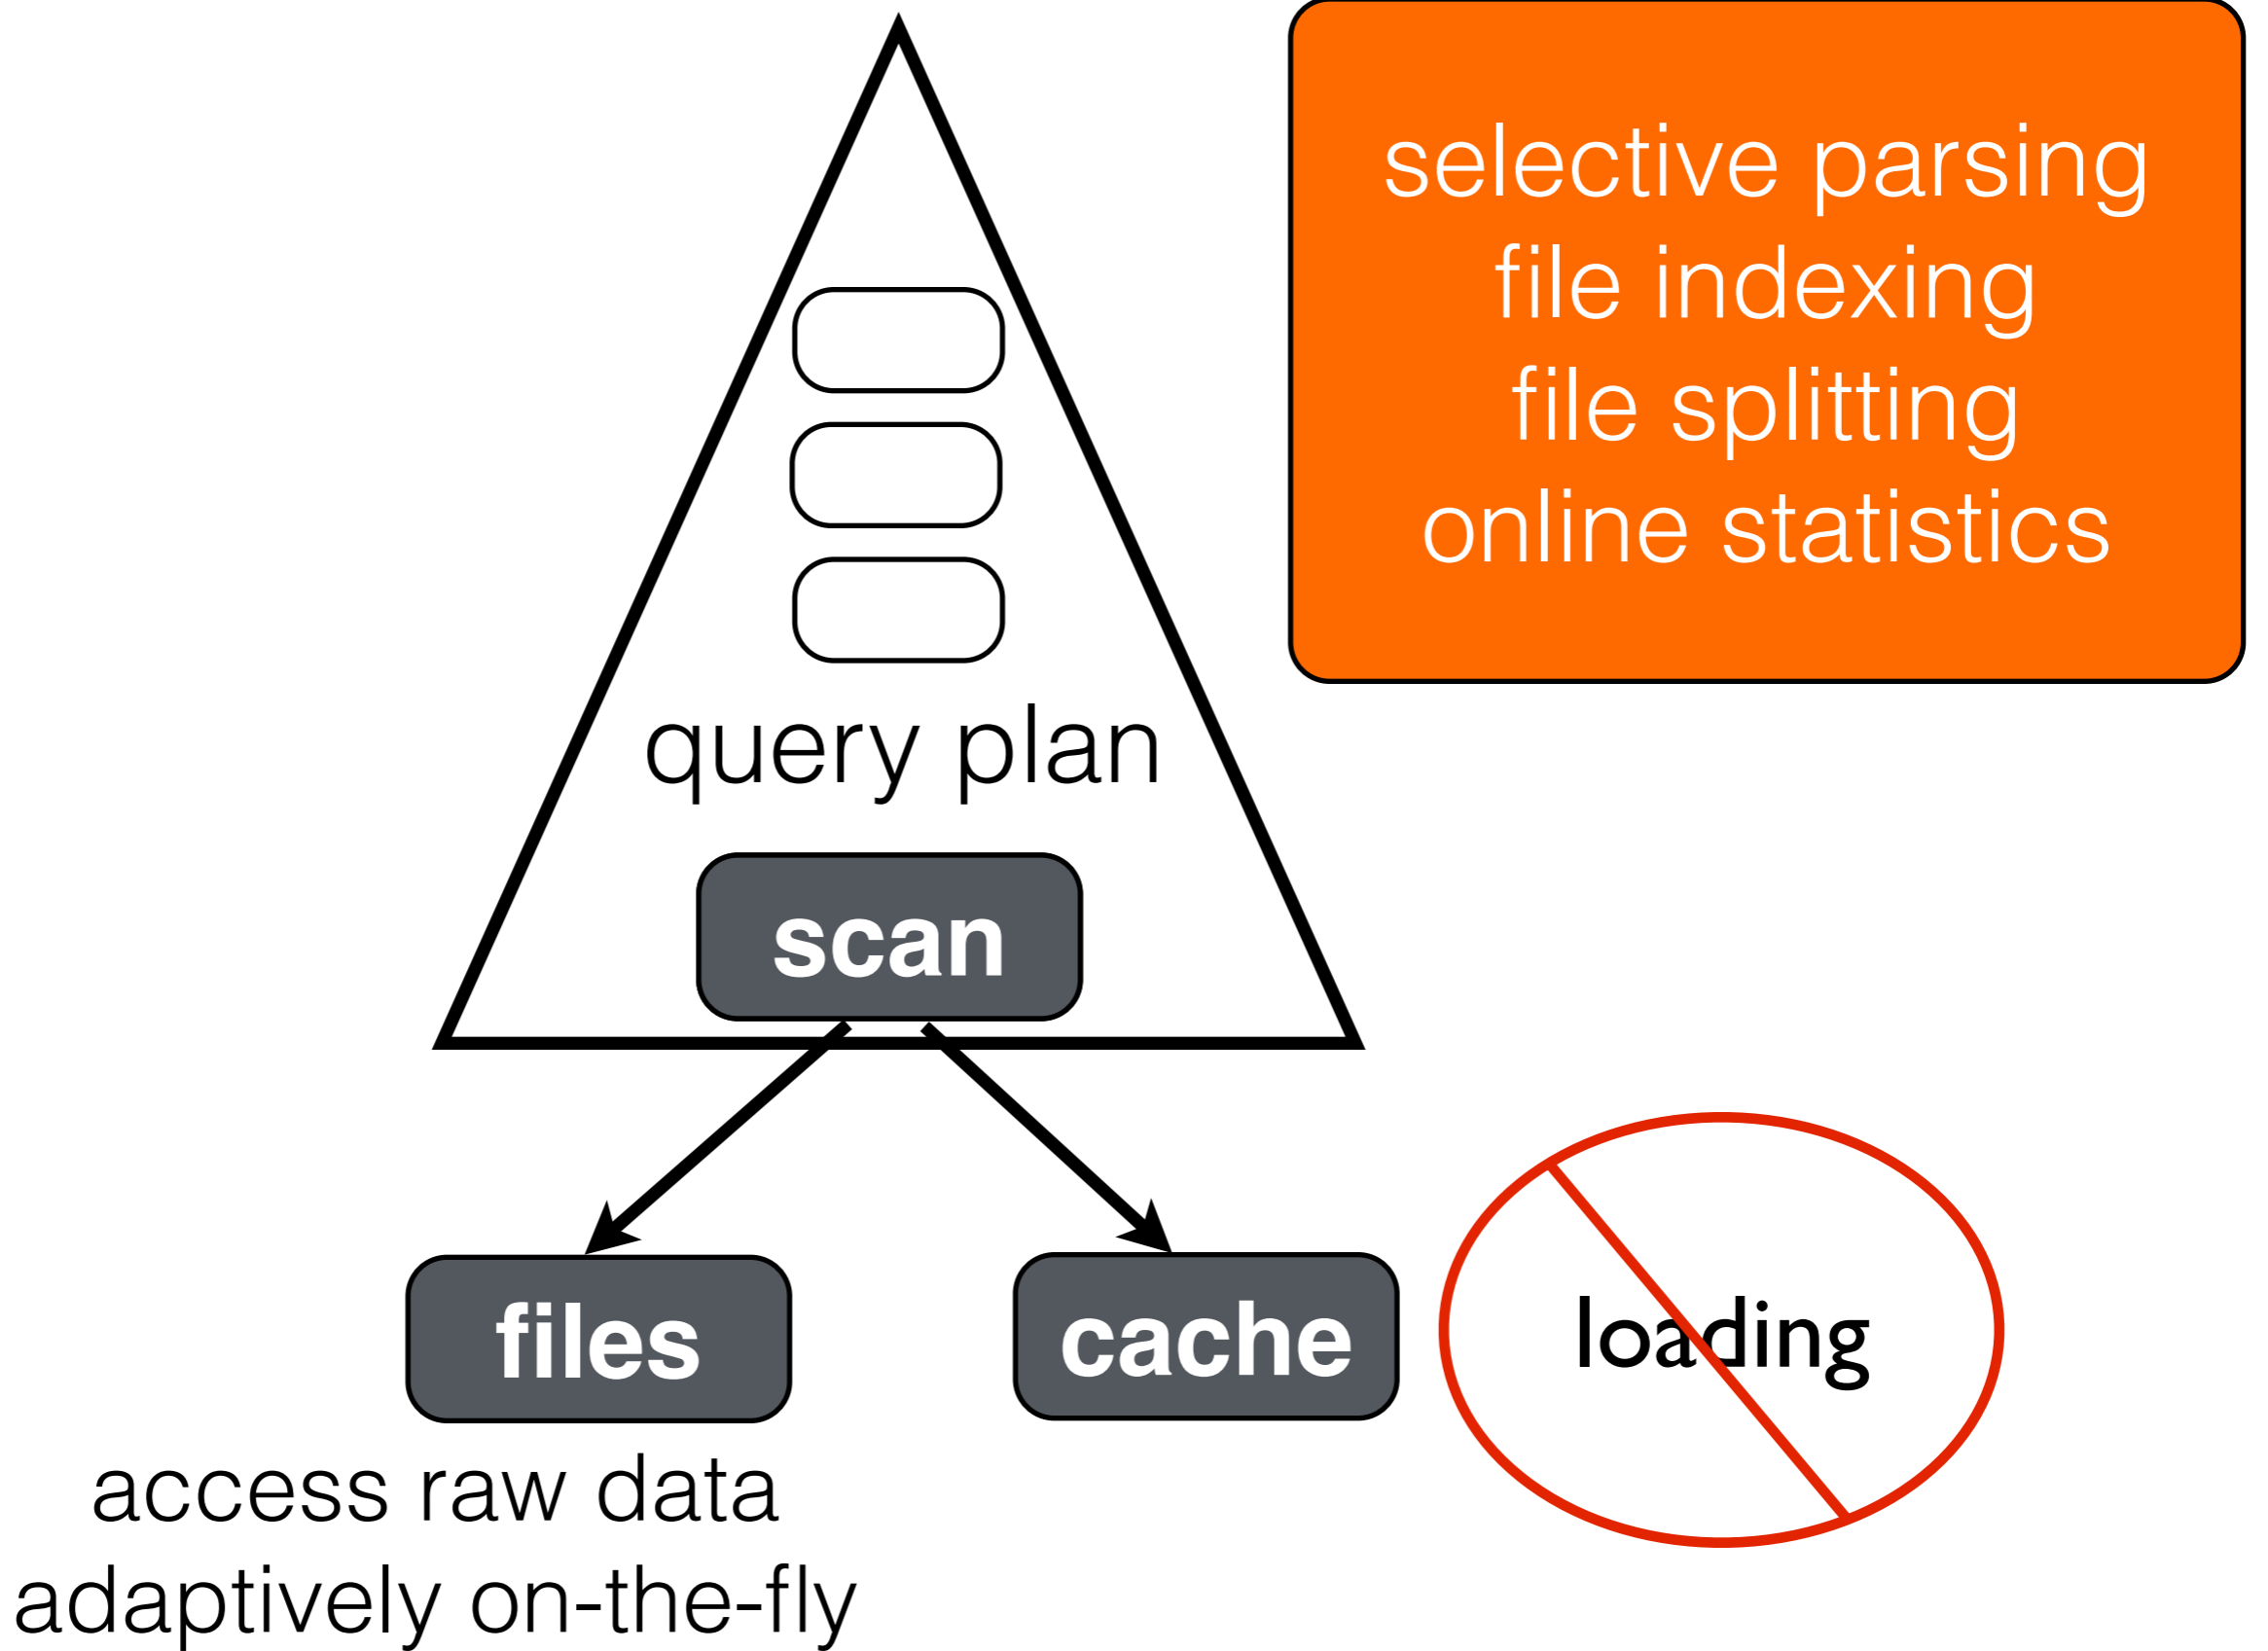 selective parsing
file indexing
file splitting
online statistics
query plan
scan
files
cache
loading
access raw data
adaptively on-the-fly